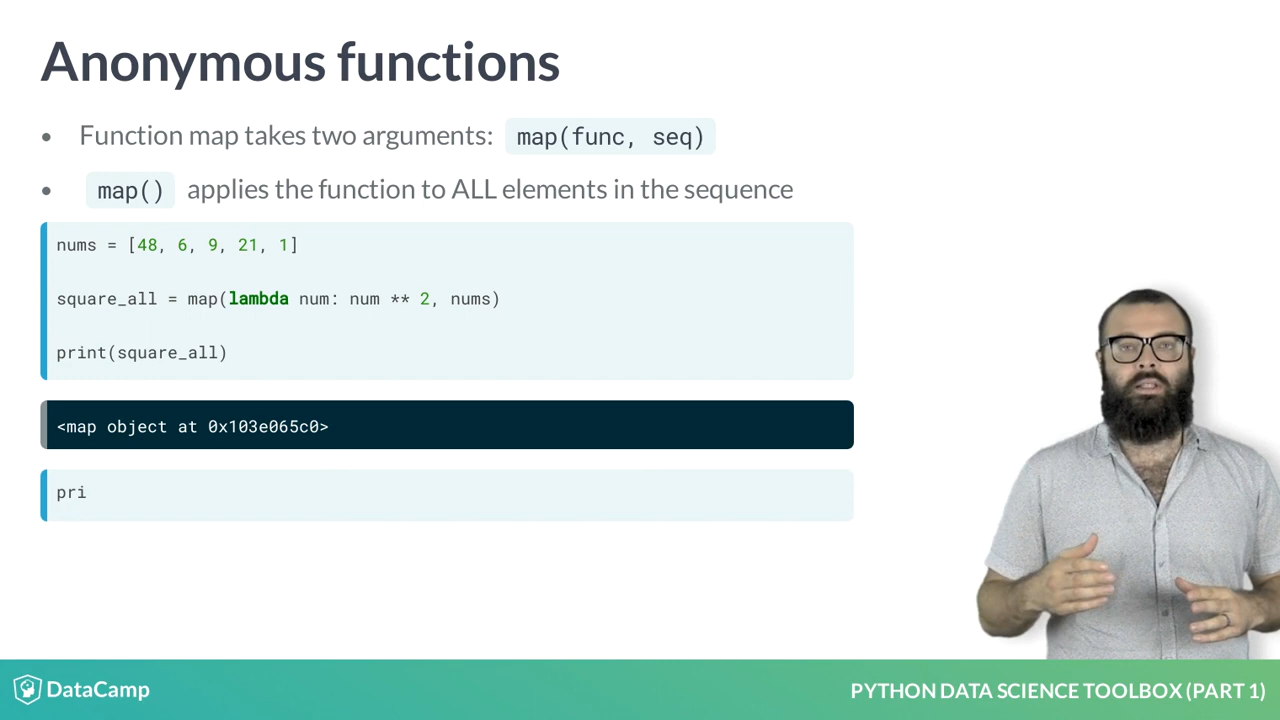 Anonymous functions
• Function map takes two arguments: map(func, seq)
• map() applies the function to ALL elements in the sequence
nums = [48, 6, 9, 21, 1]
square_all = map(lambda num: num ** 2, nums)
print(square_all)
<map object at 0x103e065c0>
pri
DataCamp
PYTHON DATA SCIENCE TOOLBOX (PART 1)